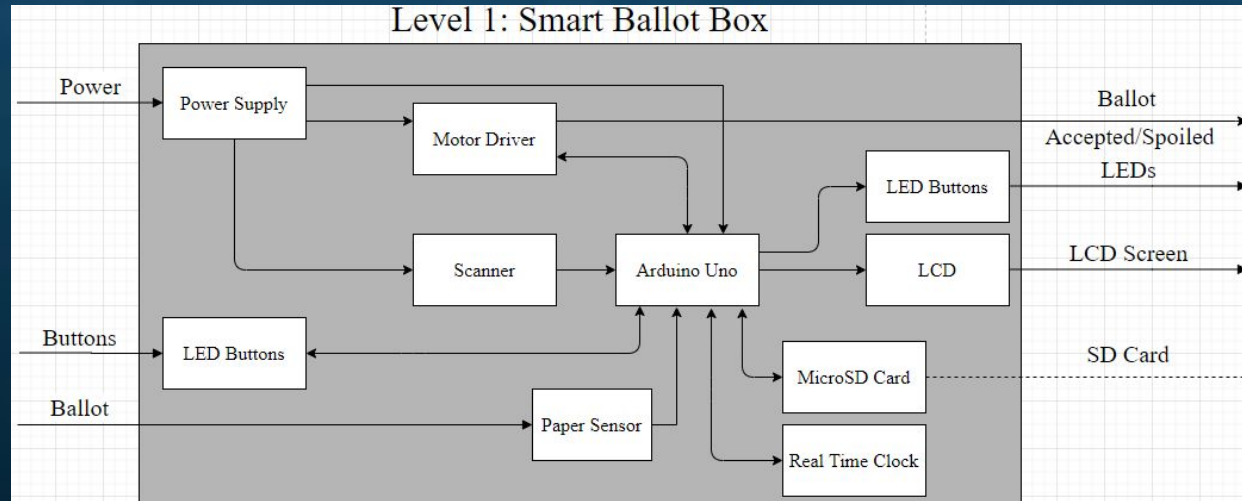 Level 1: Smart Ballot Box
Power
Power Supply
Motor Driver
Ballot
Accepted/Spoiled
LEDs
LED Buttons
Scanner
Arduino Uno
LCD
LCD Screen
Buttons
LED Buttons
MicroSD Card
SD Card
Ballot
Paper Sensor
Real Time Clock